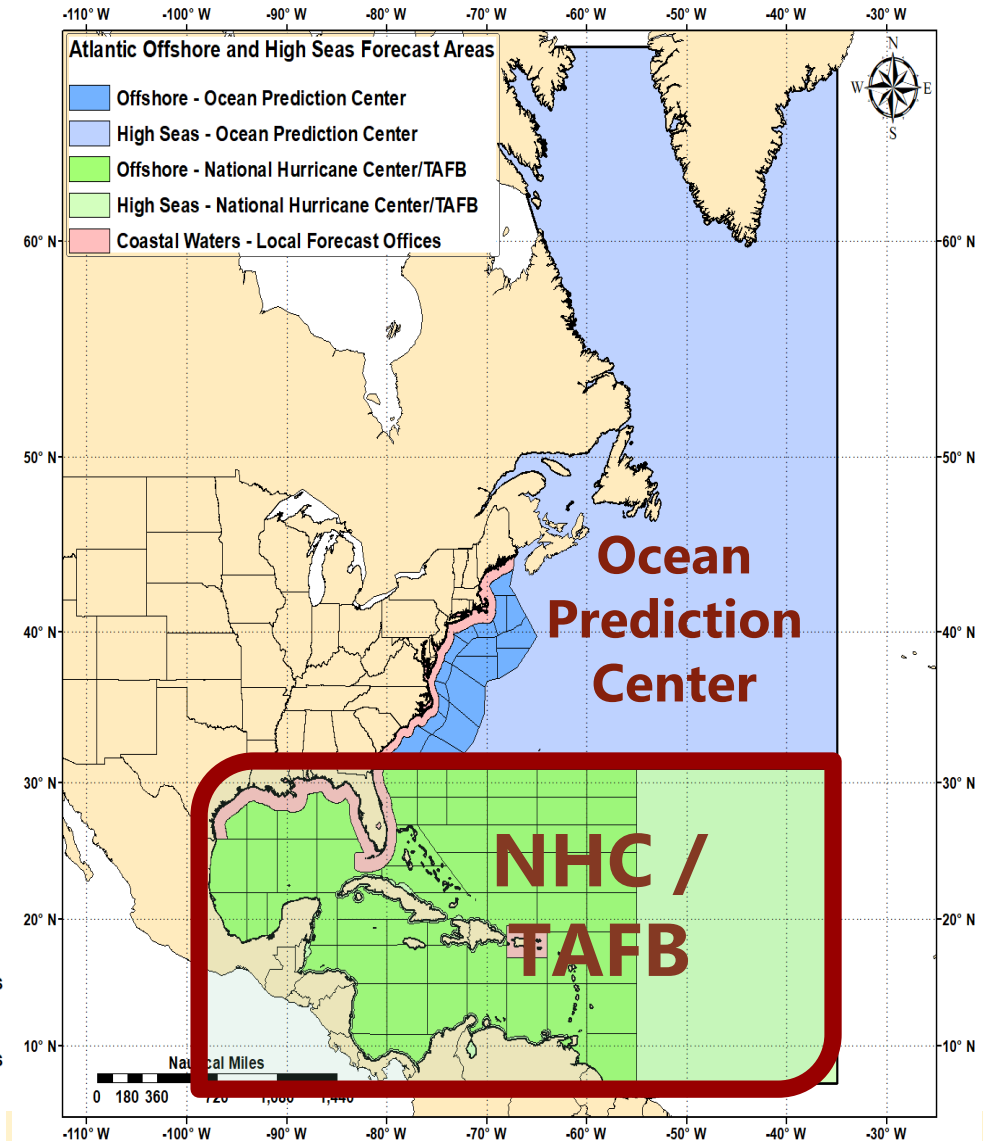 -110° W -100° W -90° W -80° W -70° W -60° W -50° W -40° W -30° W
Atlantic Offshore and High Seas Forecast Areas
Offshore - Ocean Prediction Center
High Seas - Ocean Prediction Center
Offshore - National Hurricane Center/TAFB
High Seas - National Hurricane Center/TAFB
Coastal Waters - Local Forecast Offices
N
W E
S
60° N 60° N
50° N 50° N
Ocean
Prediction
Center
40° N 40° N
30° N 30° N
NHC /
TAFB
20° N 20° N
10° N 10° N
Nautical Miles
0 180 360 720 1,080 1,440
-110° W -100° W -90° W -80° W -70° W -60° W -50° W -40° W -30° W